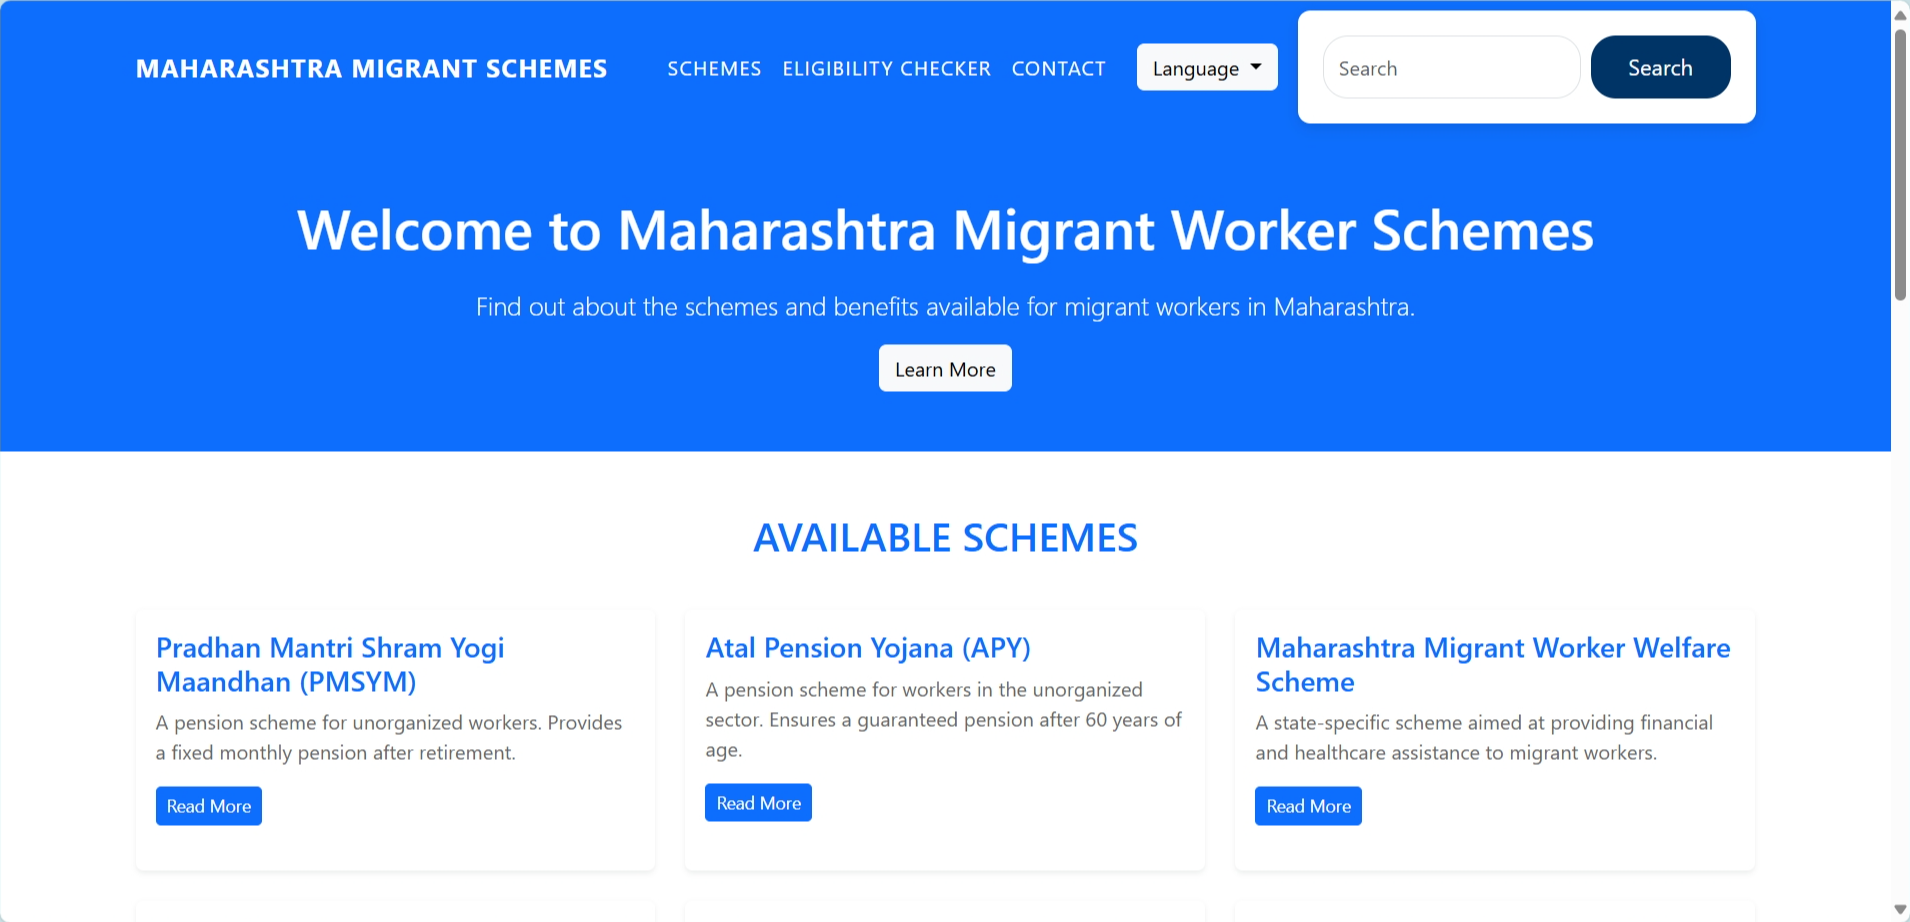 MAHARASHTRA MIGRANT SCHEMES
SCHEMES
ELIGIBILITY CHECKER
CONTACT
Language
Search
Search
Welcome to Maharashtra Migrant Worker Schemes
Find out about the schemes and benefits available for migrant workers in Maharashtra.
Learn More
AVAILABLE SCHEMES
Pradhan Mantri Shram Yogi
Maandhan (PMSYM)
A pension scheme for unorganized workers. Provides
a fixed monthly pension after retirement.
Read More
Atal Pension Yojana (APY)
A pension scheme for workers in the unorganized
sector. Ensures a guaranteed pension after 60 years of
age.
Read More
Maharashtra Migrant Worker Welfare
Scheme
A state-specific scheme aimed at providing financial
and healthcare assistance to migrant workers.
Read More